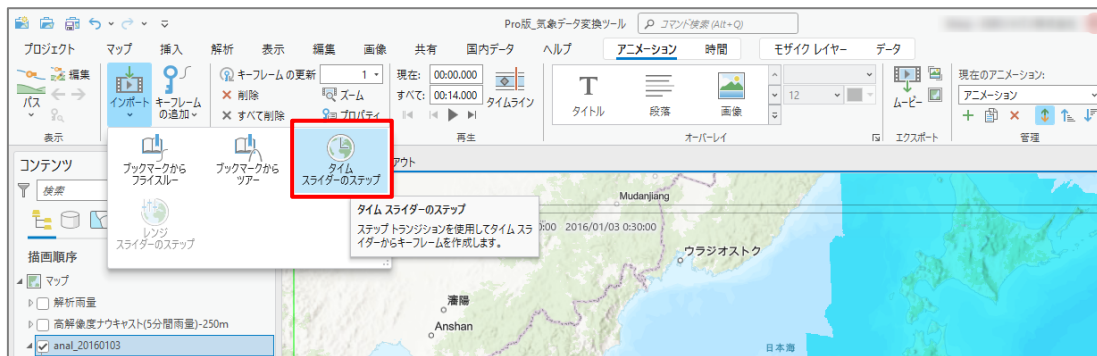 Pro版_気象データ変換ツール
コマンド検索 (Alt+Q)
プロジェクト マップ 挿入 解析 表示 編集 画像 共有 国内データ ヘルプ アニメーション 時間 モザイク レイヤー データ
パス
編集
表示
インポート
キーフレーム
の追加
キーフレームの更新
1
削除
ズーム
すべて削除
プロパティ
現在: 00:00.000
すべて: 00:14.000
タイムライン
再生
タイトル
段落
画像
12
オーバーレイ
ムービー
エクスポート
現在のアニメーション:
アニメーション
管理
ブックマークから
フライスルー
ブックマークから
ツアー
タイム
スライダーのステップ
レンジ
スライダーのステップ
タイム スライダーのステップ
ステップ トランジションを使用してタイム スラ
イダーからキーフレームを作成します。
コンテンツ
検索
描画順序
マップ
解析雨量
高解像度ナウキャスト(5分間雨量)-250m
anal_20160103
アウト
0:00 2016/01/03 0:30:00
Mudanjiang
ウラジオストク
瀋陽
Anshan
日本海